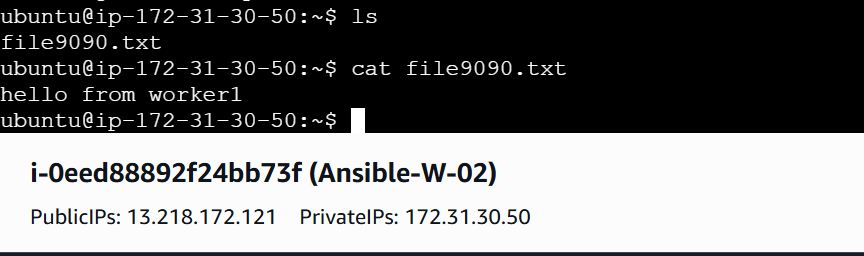 ubuntu@ip-172-31-30-50:~$ ls
file9090.txt
ubuntu@ip-172-31-30-50:~$ cat file9090.txt
hello from worker1
ubuntu@ip-172-31-30-50:~$
i-0eed88892f24bb73f (Ansible-W-02)
PublicIPs: 13.218.172.121 PrivateIPs: 172.31.30.50